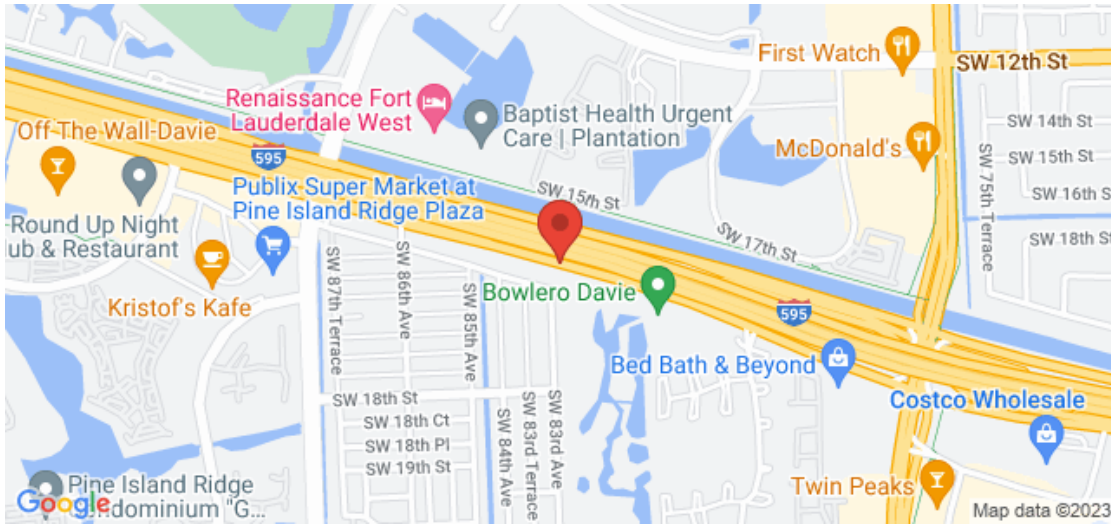 First Watch
SW 12th St
Renaissance Fort
Lauderdale West
Baptist Health Urgent
Care | Plantation
SW 14th St
Off The Wall-Davie
595
McDonald's
SW 15th St
SW 75th Terrace
Publix Super Market at
Pine Island Ridge Plaza
SW 15th St
SW 16th St
Round Up Night
ub & Restaurant
SW 17th St
SW 18th St
SW 87th Terrace
SW 86th Ave
SW 85th Ave
Kristof's Kafe
Bowlero Davie
595
Bed Bath & Beyond
SW 18th St
Costco Wholesale
SW 18th Ct
SW 84th Ave
SW 83rd Terrace
SW 83rd Ave
SW 18th Pl
SW 19th St
Pine Island Ridge
ondominium "G...
Google
Twin Peaks
Map data ©2023